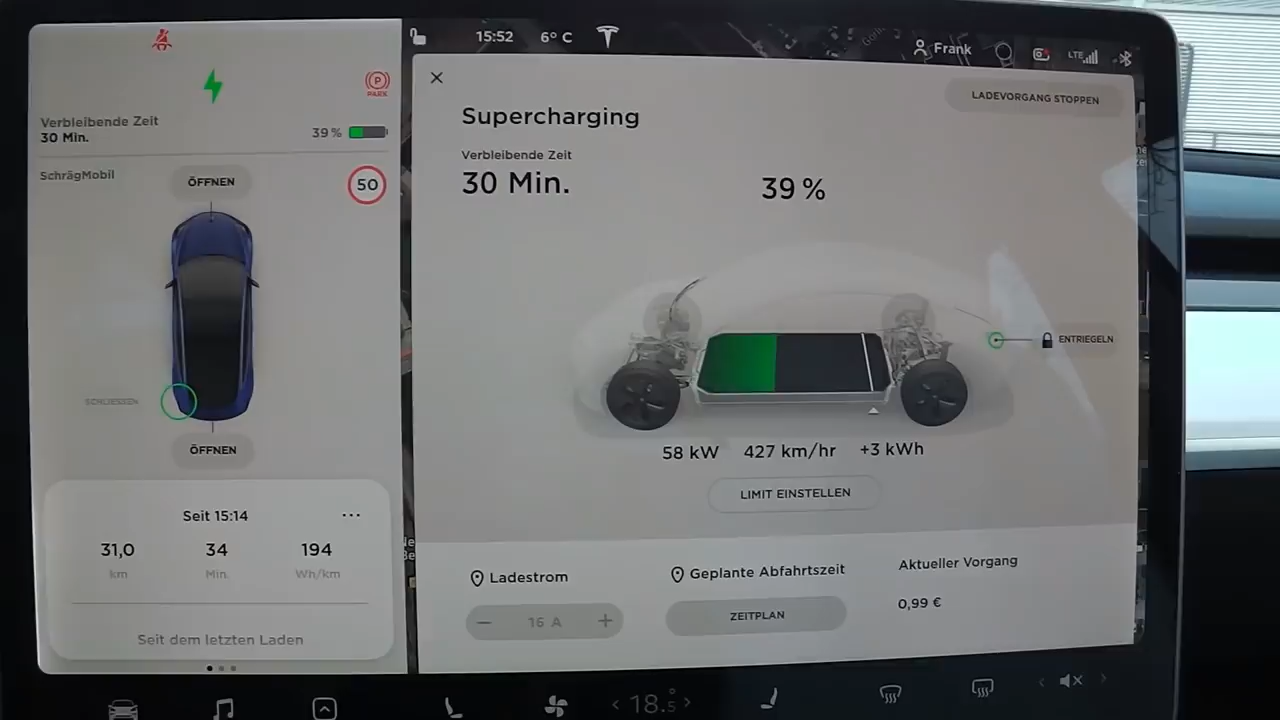 15:52
6° C
Frank
LTE
PARK
Verbleibende Zeit
30 Min.
39 %
SchrägMobil
ÖFFNEN
50
SCHLIESSEN
ÖFFNEN
Seit 15:14
...
31,0
34
194
km
Min.
Wh/km
Seit dem letzten Laden
LADEVORGANG STOPPEN
Supercharging
Verbleibende Zeit
30 Min.
39 %
ENTRIEGELN
58 kW 427 km/hr +3 kWh
LIMIT EINSTELLEN
Ladestrom
− 16 A +
Geplante Abfahrtszeit
ZEITPLAN
Aktueller Vorgang
0,99 €
< 18.5° >